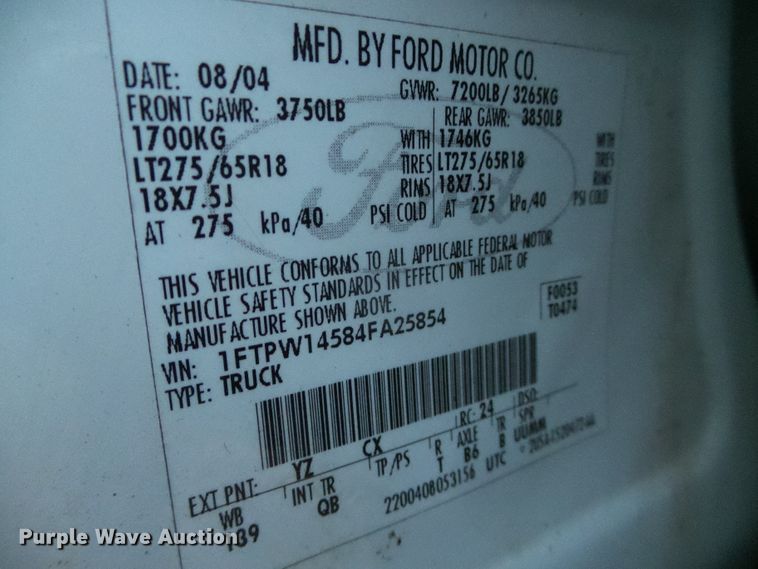 MFD. BY FORD MOTOR CO.
DATE: 08/04 GVWR: 7200LB/3265KG
FRONT GAWR: 3750LB REAR GAWR: 3850LB
1700KG WITH 1746KG WITH
LT275/65R18 TIRES LT275/65R18 TIRES
18X7.5J RIMS 18X7.5J RIMS
AT 275 kPa/40 PSI COLD AT 275 kPa/40 PSI COLD
Ford
THIS VEHICLE CONFORMS TO ALL APPLICABLE FEDERAL MOTOR
VEHICLE SAFETY STANDARDS IN EFFECT ON THE DATE OF
MANUFACTURE SHOWN ABOVE.
F0053
T0474
VIN: 1FTPW14584FA25854
TYPE: TRUCK
EXT PNT: YZ CX RC: 24 DSO:
WB INT TR TP/PS R AXLE TR SPR
139 QB T B6 B UUMM
2200408053156 UTC
Purple Wave Auction